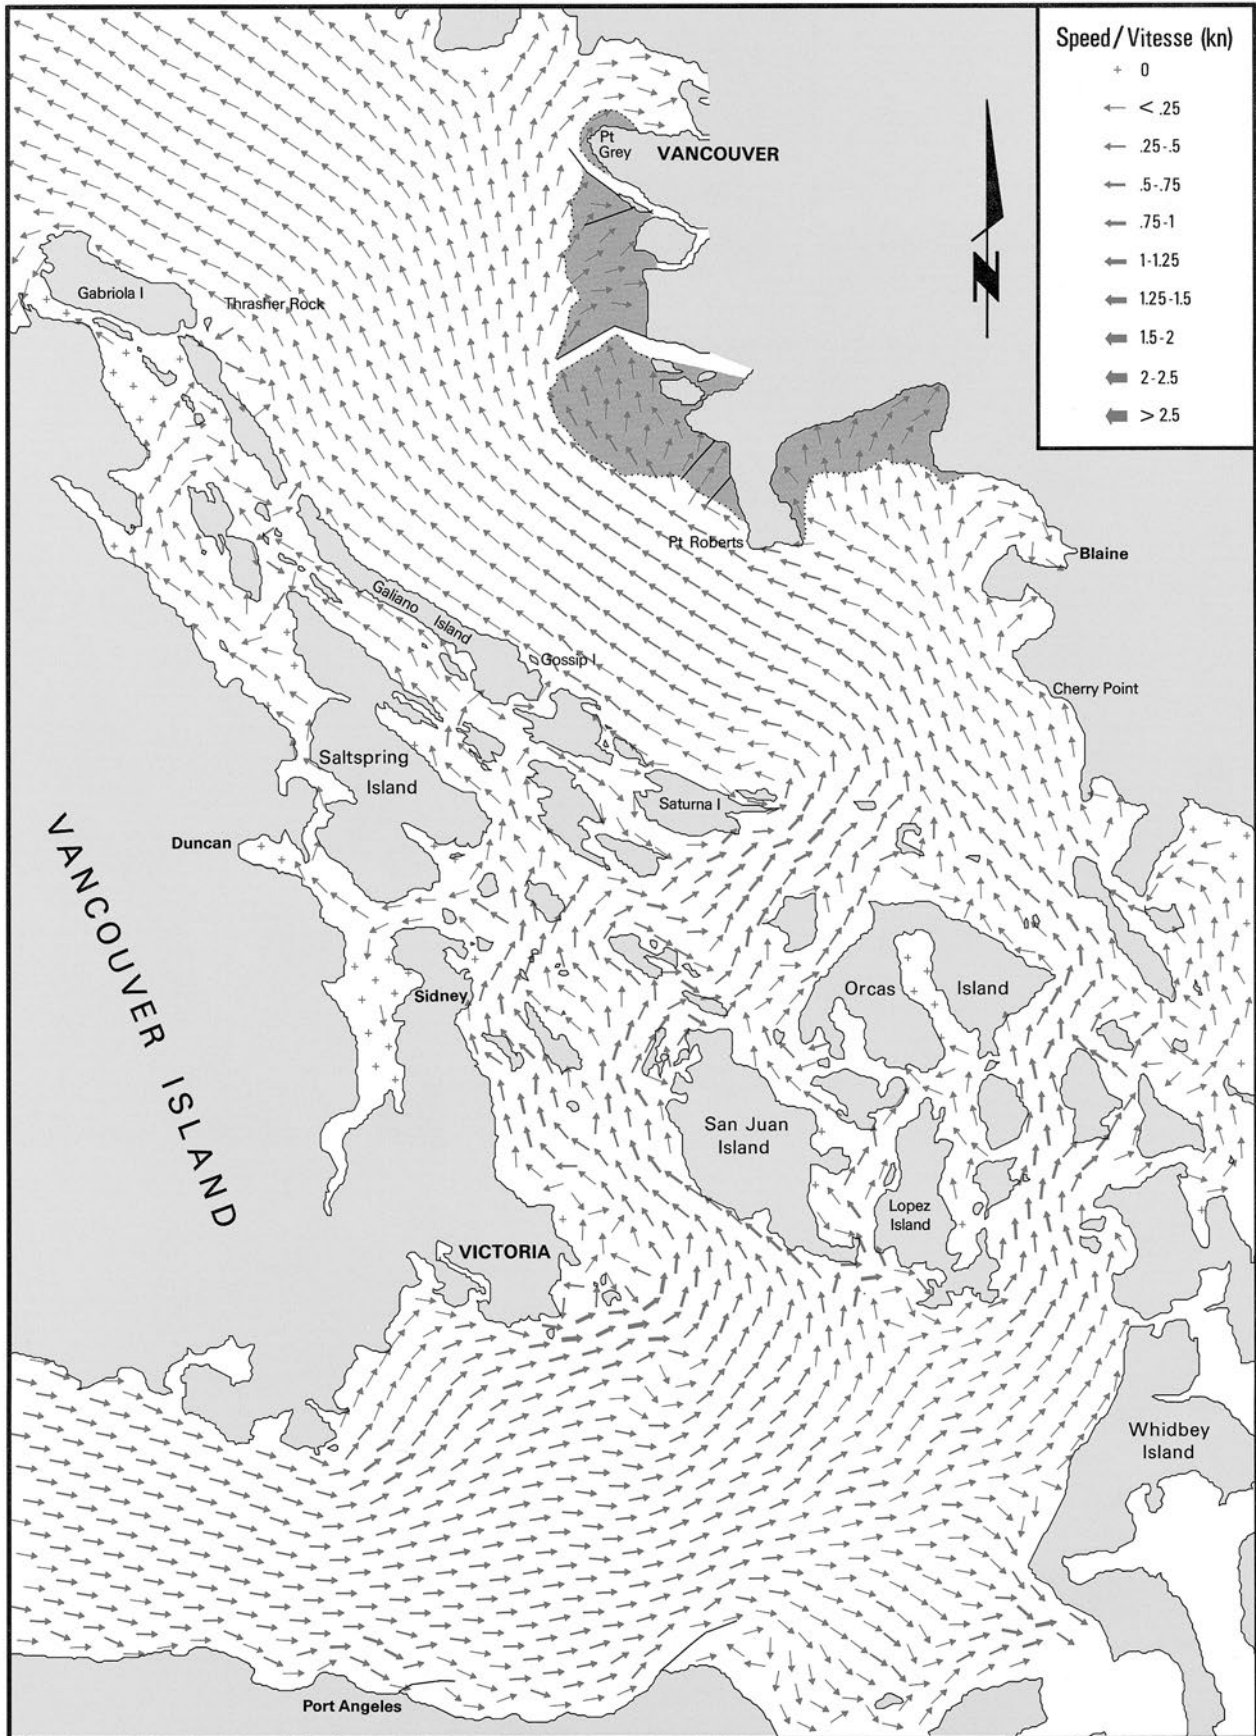 Speed/Vitesse (kn)
0
< .25
.25-.5
.5-.75
.75-1
1-1.25
1.25-1.5
1.5-2
2-2.5
> 2.5
Pt
Grey
VANCOUVER
N
Gabriola I
Thrasher Rock
Pt Roberts
Blaine
Galiano
Island
Gossip I
Cherry Point
Saltspring
Island
Saturna I
Duncan
VANCOUVER ISLAND
Sidney
Orcas Island
San Juan
Island
Lopez
Island
VICTORIA
Whidbey
Island
Port Angeles